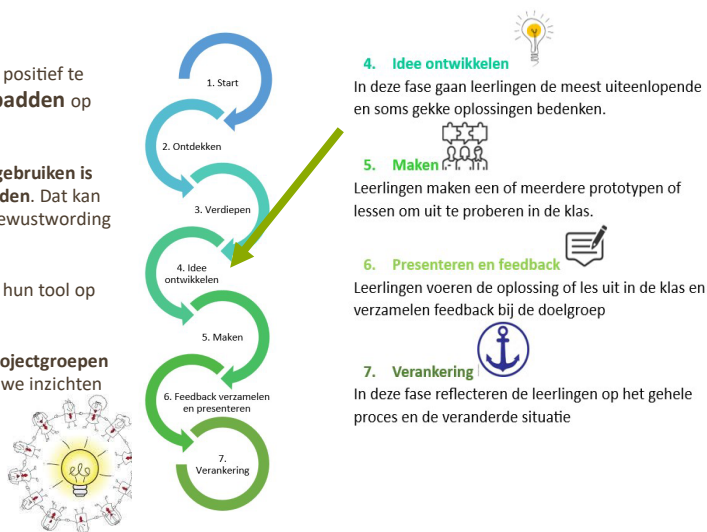 positief te
padden op
gebruiken is
den. Dat kan
ewustwording
hun tool op
ojectgroepen
we inzichten
1. Start
2. Ontdekken
3. Verdiepen
4. Idee
ontwikkelen
5. Maken
6. Feedback verzamelen
en presenteren
7.
Verankering
4. Idee ontwikkelen
In deze fase gaan leerlingen de meest uiteenlopende
en soms gekke oplossingen bedenken.
5. Maken
Leerlingen maken een of meerdere prototypen of
lessen om uit te proberen in de klas.
6. Presenteren en feedback
Leerlingen voeren de oplossing of les uit in de klas en
verzamelen feedback bij de doelgroep
7. Verankering
In deze fase reflecteren de leerlingen op het gehele
proces en de veranderde situatie